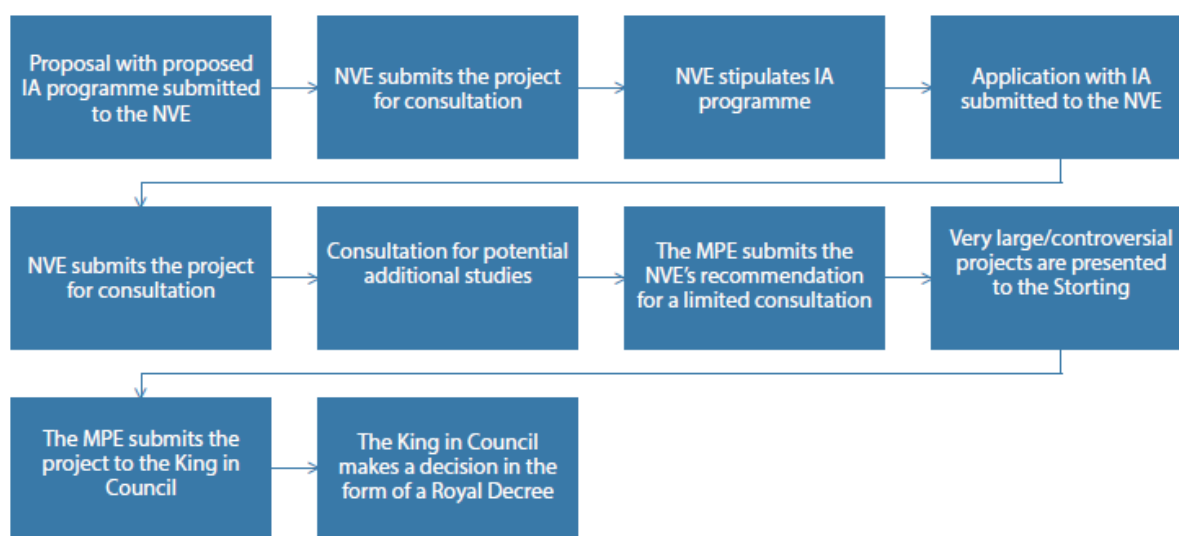 Proposal with proposed
IA programme submitted
to the NVE
NVE submits the project
for consultation
NVE stipulates IA
programme
Application with IA
submitted to the NVE
NVE submits the project
for consultation
Consultation for potential
additional studies
The MPE submits the
NVE's recommendation
for a limited consultation
Very large/controversial
projects are presented
to the Storting
The MPE submits the
project to the King in
Council
The King in Council
makes a decision in the
form of a Royal Decree